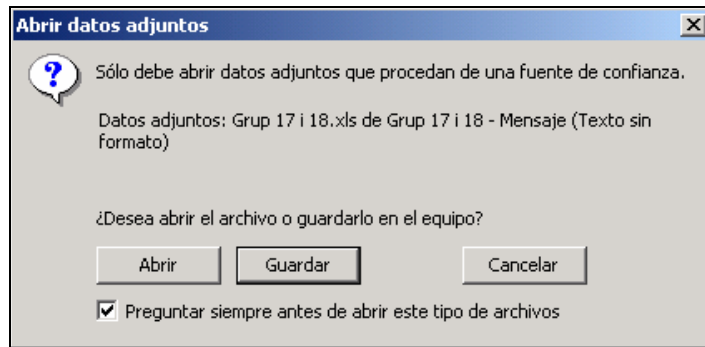 Abrir datos adjuntos
Sólo debe abrir datos adjuntos que procedan de una fuente de confianza.
Datos adjuntos: Grup 17 i 18.xls de Grup 17 i 18 - Mensaje (Texto sin
formato)
¿Desea abrir el archivo o guardarlo en el equipo?
Abrir Guardar Cancelar
Preguntar siempre antes de abrir este tipo de archivos